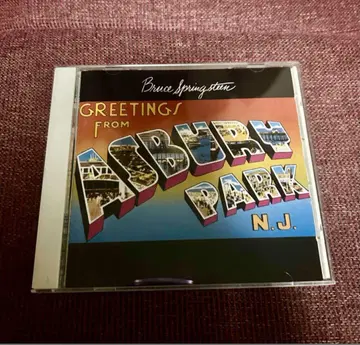 Bruce Springsteen
GREETINGS
FROM
ASBURY
PARK
N.J.